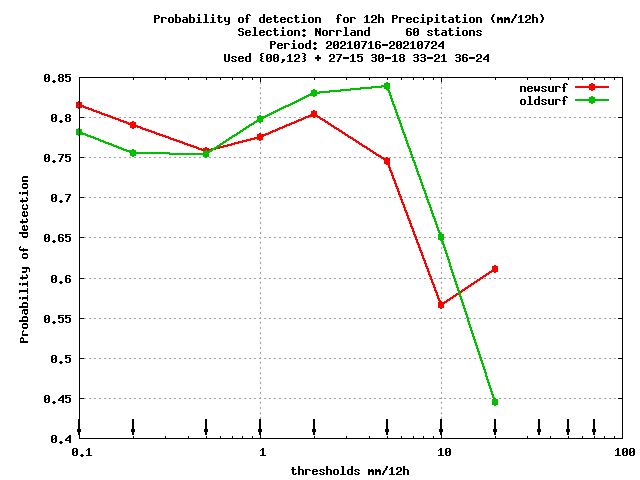 Probability of detection  for 12h Precipitation (mm/12h)
Selection: Norrland     60 stations
Period: 20210716-20210724
Used {00,12} + 27-15 30-18 33-21 36-24
newsurf
oldsurf
0.85
0.8
0.75
0.7
0.65
0.6
0.55
0.5
0.45
0.4
Probability of detection
0.1 1 10 100
thresholds mm/12h